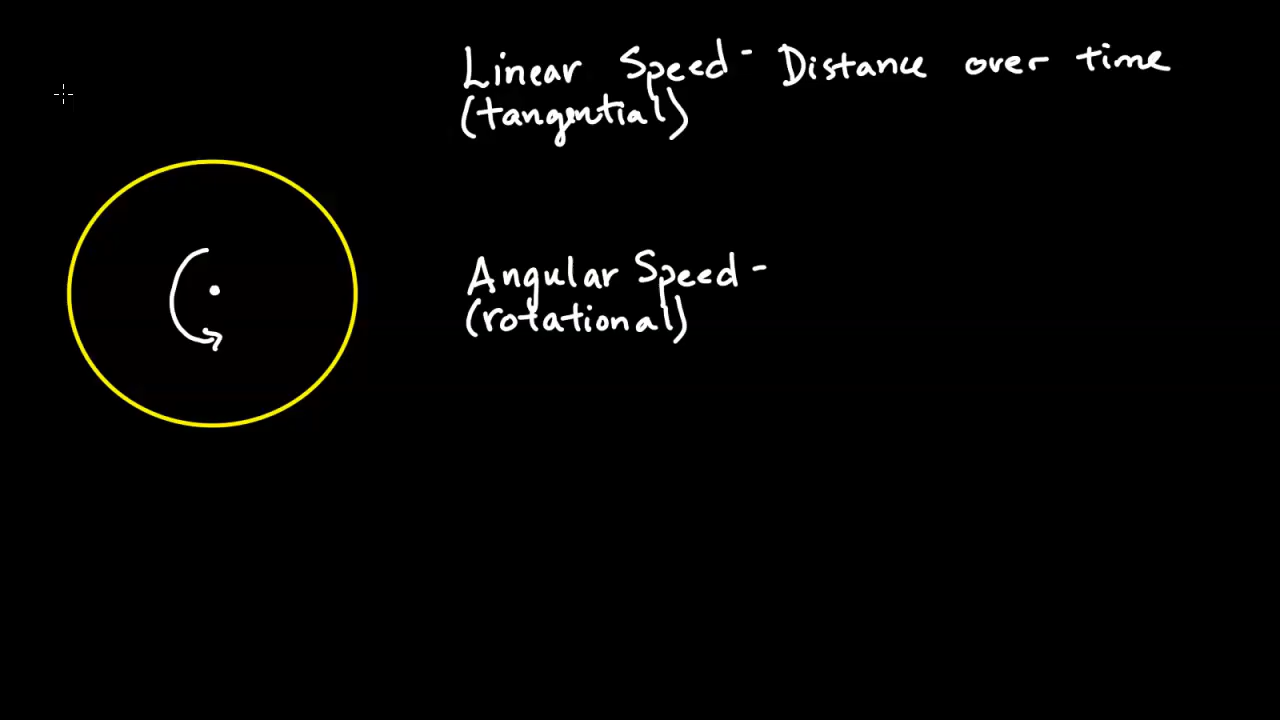 Linear Speed - Distance over time
(tangential)
Angular Speed -
(rotational)